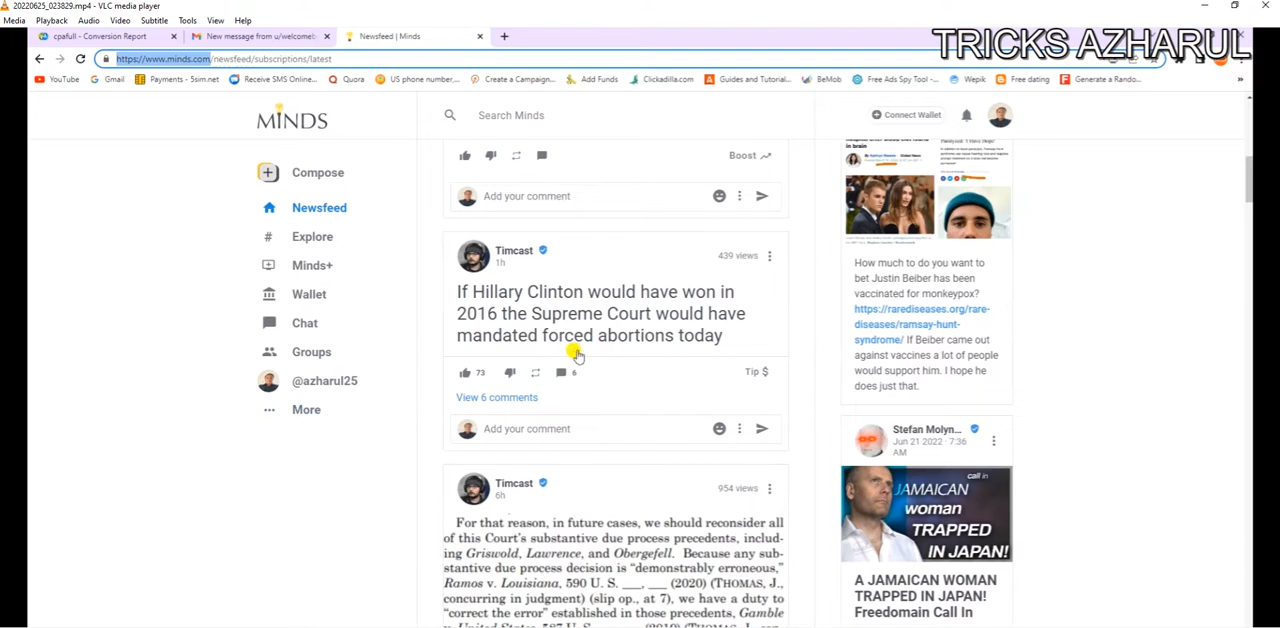 20220625_023829.mp4 - VLC media player
Media Playback Audio Video Subtitle Tools View Help
cpafull - Conversion Report
New message from u/welcomeb
Newsfeed | Minds
TRICKS AZHARUL
https://www.minds.com/newsfeed/subscriptions/latest
YouTube
Gmail
Payments - 5sim.net
Receive SMS Online...
Quora
US phone number,...
Create a Campaign...
Add Funds
Clickadilla.com
Guides and Tutorial...
BeMob
Free Ads Spy Tool -...
Wepik
Free dating
Generate a Rando...
MINDS
Search Minds
Connect Wallet
Compose
Newsfeed
Explore
Minds+
Wallet
Chat
Groups
@azharul25
More
Boost
Add your comment
Timcast
1h
439 views
If Hillary Clinton would have won in
2016 the Supreme Court would have
mandated forced abortions today
73
6
Tip $
View 6 comments
Add your comment
Timcast
6h
954 views
For that reason, in future cases, we should reconsider all
of this Court's substantive due process precedents, includ-
ing Griswold, Lawrence, and Obergefell. Because any sub-
stantive due process decision is "demonstrably erroneous,"
Ramos v. Louisiana, 590 U. S. ___, ___ (2020) (THOMAS, J.,
concurring in judgment) (slip op., at 7), we have a duty to
"correct the error" established in those precedents, Gamble
in brain
How much to do you want to
bet Justin Beiber has been
vaccinated for monkeypox?
https://rarediseases.org/rare-
diseases/ramsay-hunt-
syndrome/ If Beiber came out
against vaccines a lot of people
would support him. I hope he
does just that.
Stefan Molyn...
Jun 21 2022 · 7:36
AM
call in
JAMAICAN
woman
TRAPPED
IN JAPAN!
A JAMAICAN WOMAN
TRAPPED IN JAPAN!
Freedomain Call In